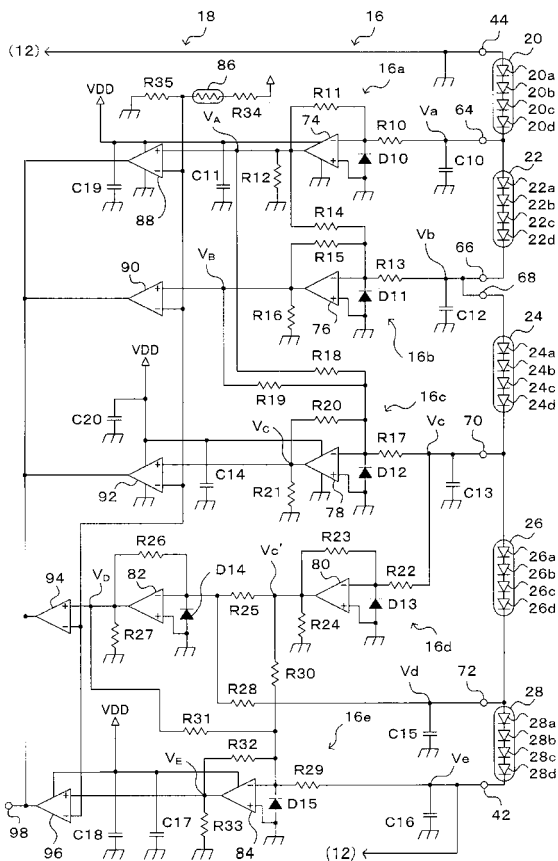 18 16 44
(12) 20
R35 86 16a 20a
20b
VDD R34 R11 20c
VA 74 Va 64 20d
R10
22
D10 C10
C19 C11 R12 22a
88 22b
R14 22c
22d
VB R15 Vb 66
90 R13 68
D11 C12
R16 76 24
16b
VDD R18 24a
24b
R19 16c 24c
C20 24d
R20 Vc 70
VC R17
D12
92 C14 R21 78 C13
26
R26 R23 26a
94 VD 82 D14 Vc' 80 R22 26b
26c
R25 D13 26d
R27 R24
16d
R30
Vd 72
R28 28
R31 16e C15 28a
VDD 28b
R32 28c
VE Ve 28d
R29
98 D15 42
96 C18 C17 R33 84 C16
(12)